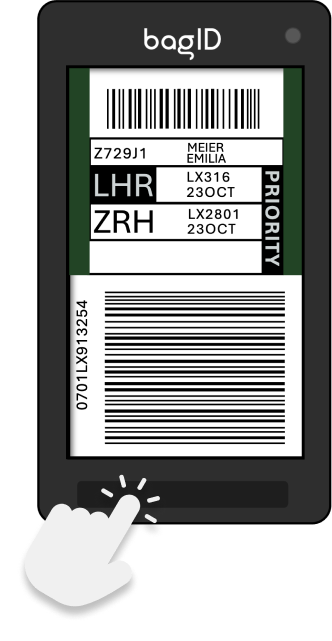 bagID
Z729J1
MEIER
EMILIA
LHR
LX316
23OCT
ZRH
LX2801
23OCT
PRIORITY
0701LX913254